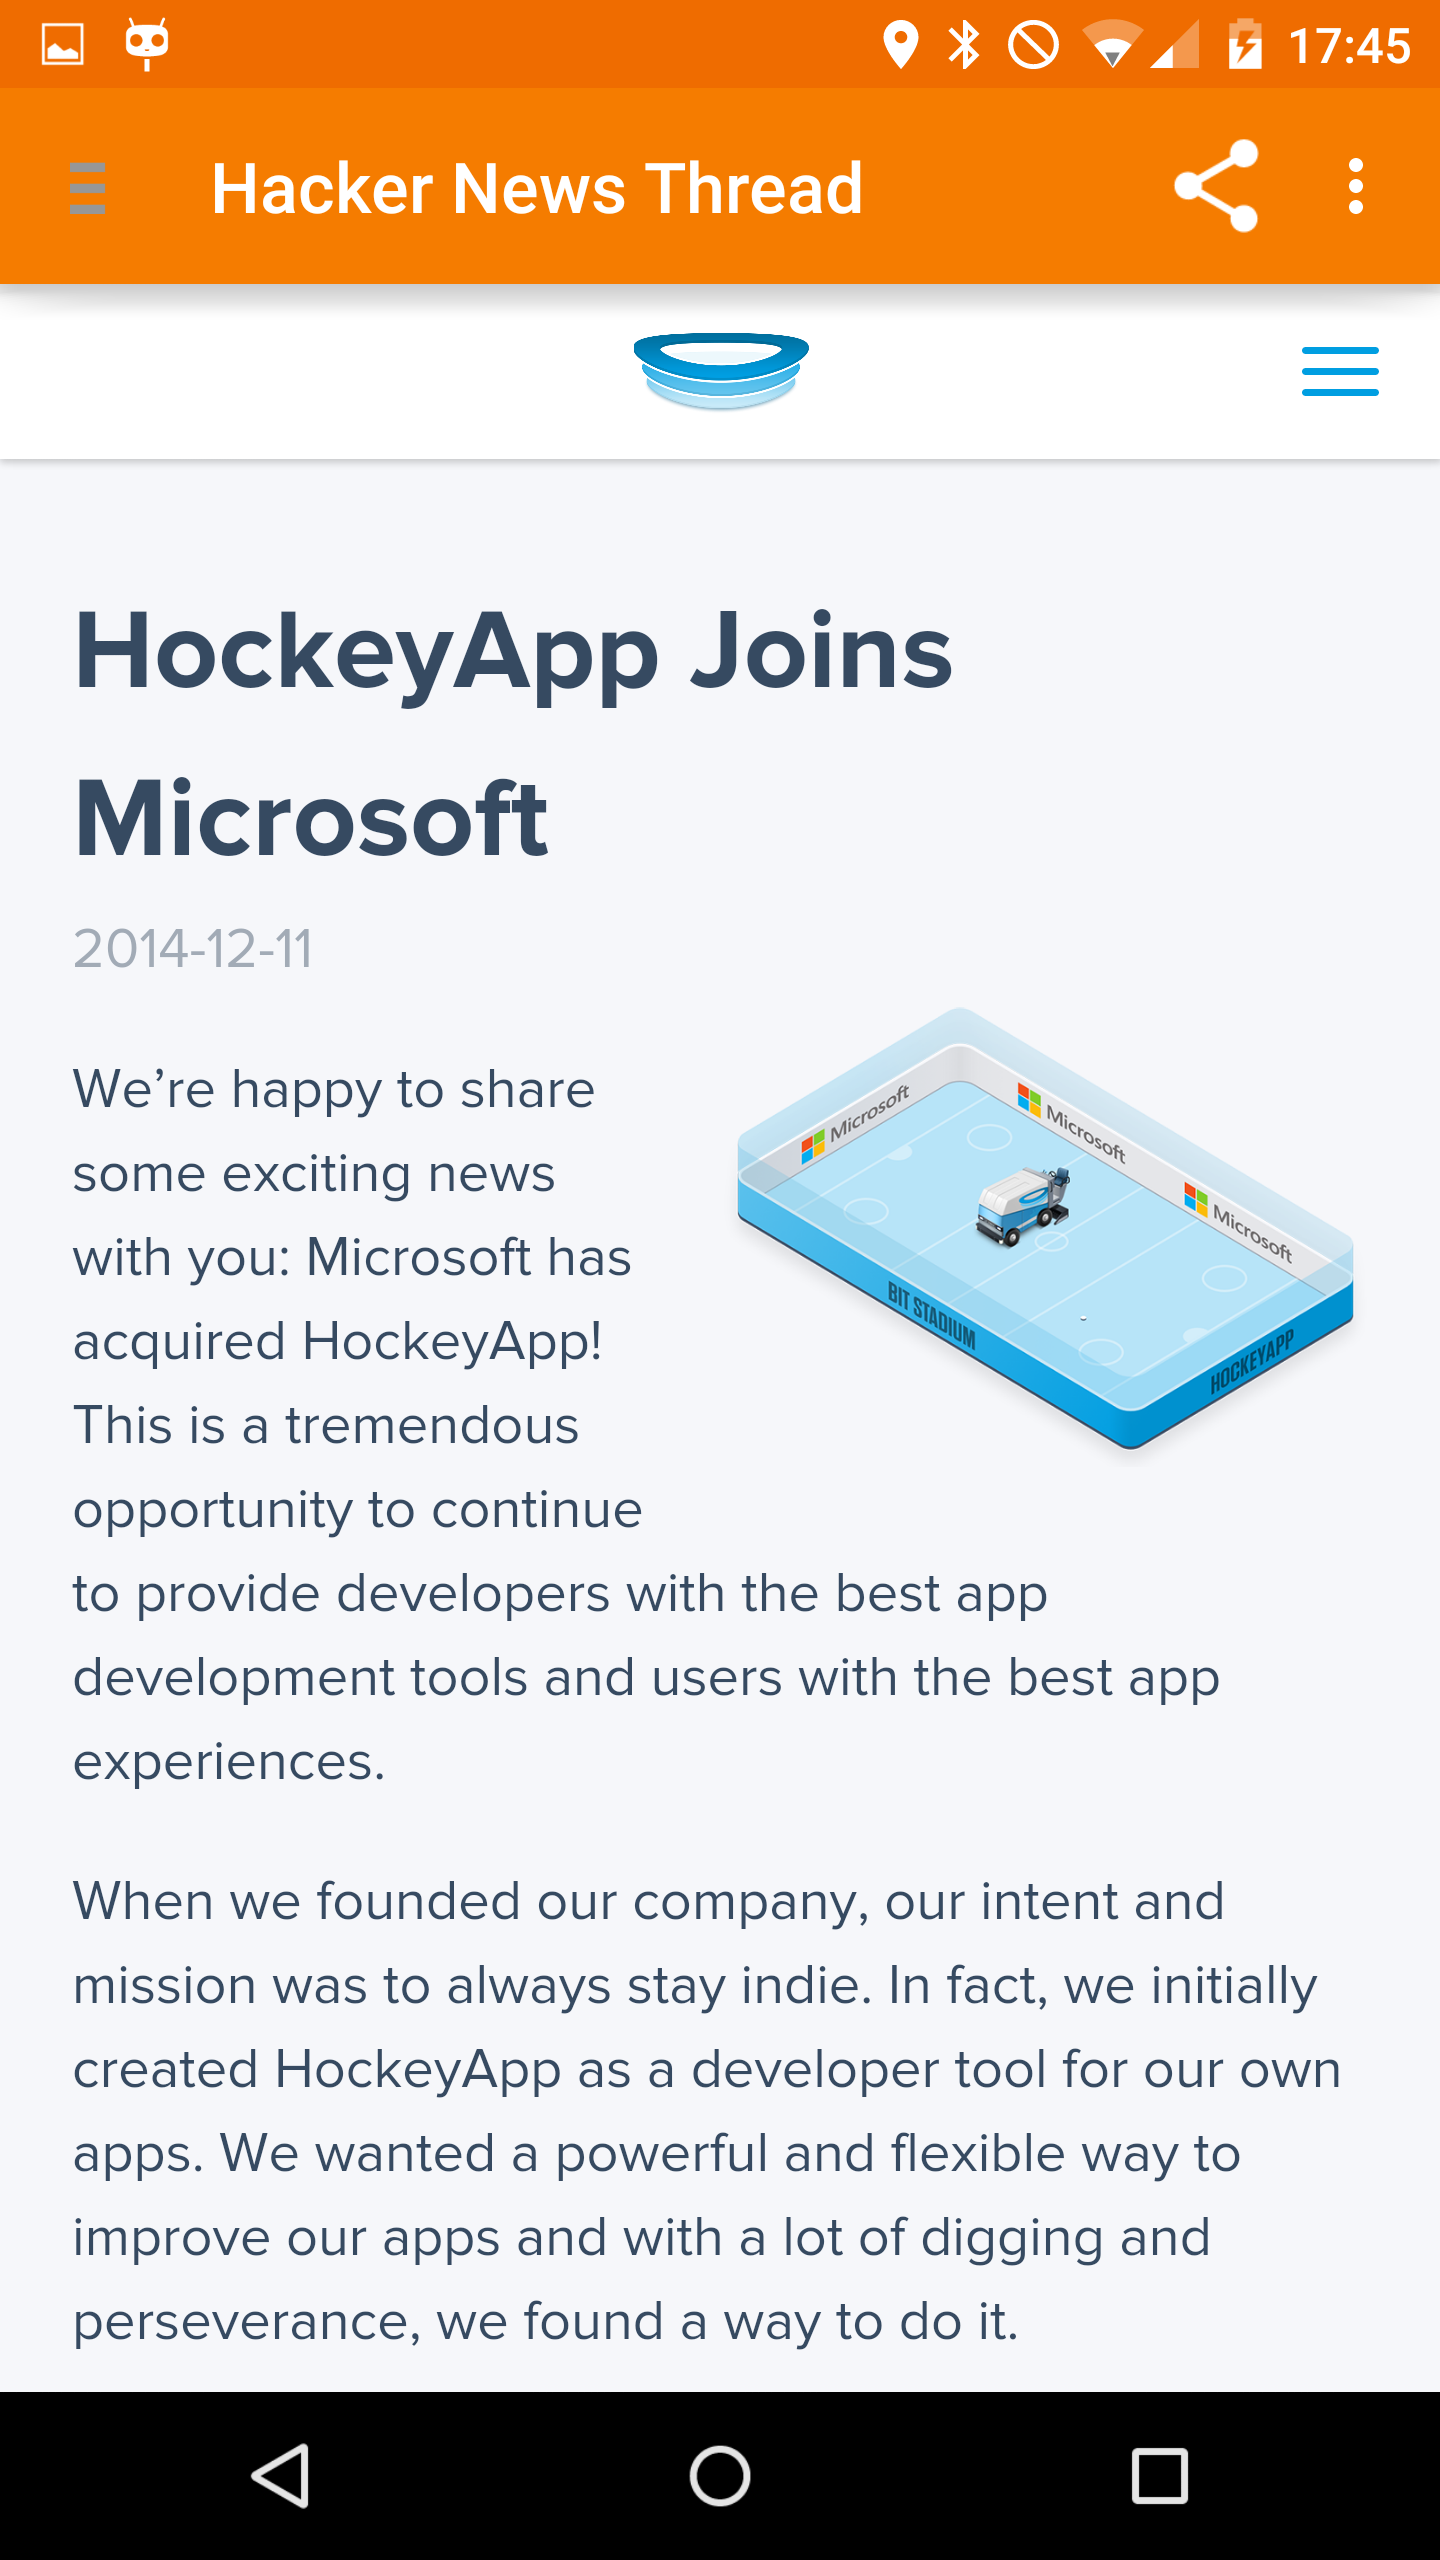 17:45
Hacker News Thread
HockeyApp Joins
Microsoft
2014-12-11
We’re happy to share
some exciting news
with you: Microsoft has
acquired HockeyApp!
This is a tremendous
opportunity to continue
to provide developers with the best app
development tools and users with the best app
experiences.
Microsoft
Microsoft
Microsoft
BIT STADIUM
HOCKEYAPP
When we founded our company, our intent and
mission was to always stay indie. In fact, we initially
created HockeyApp as a developer tool for our own
apps. We wanted a powerful and flexible way to
improve our apps and with a lot of digging and
perseverance, we found a way to do it.